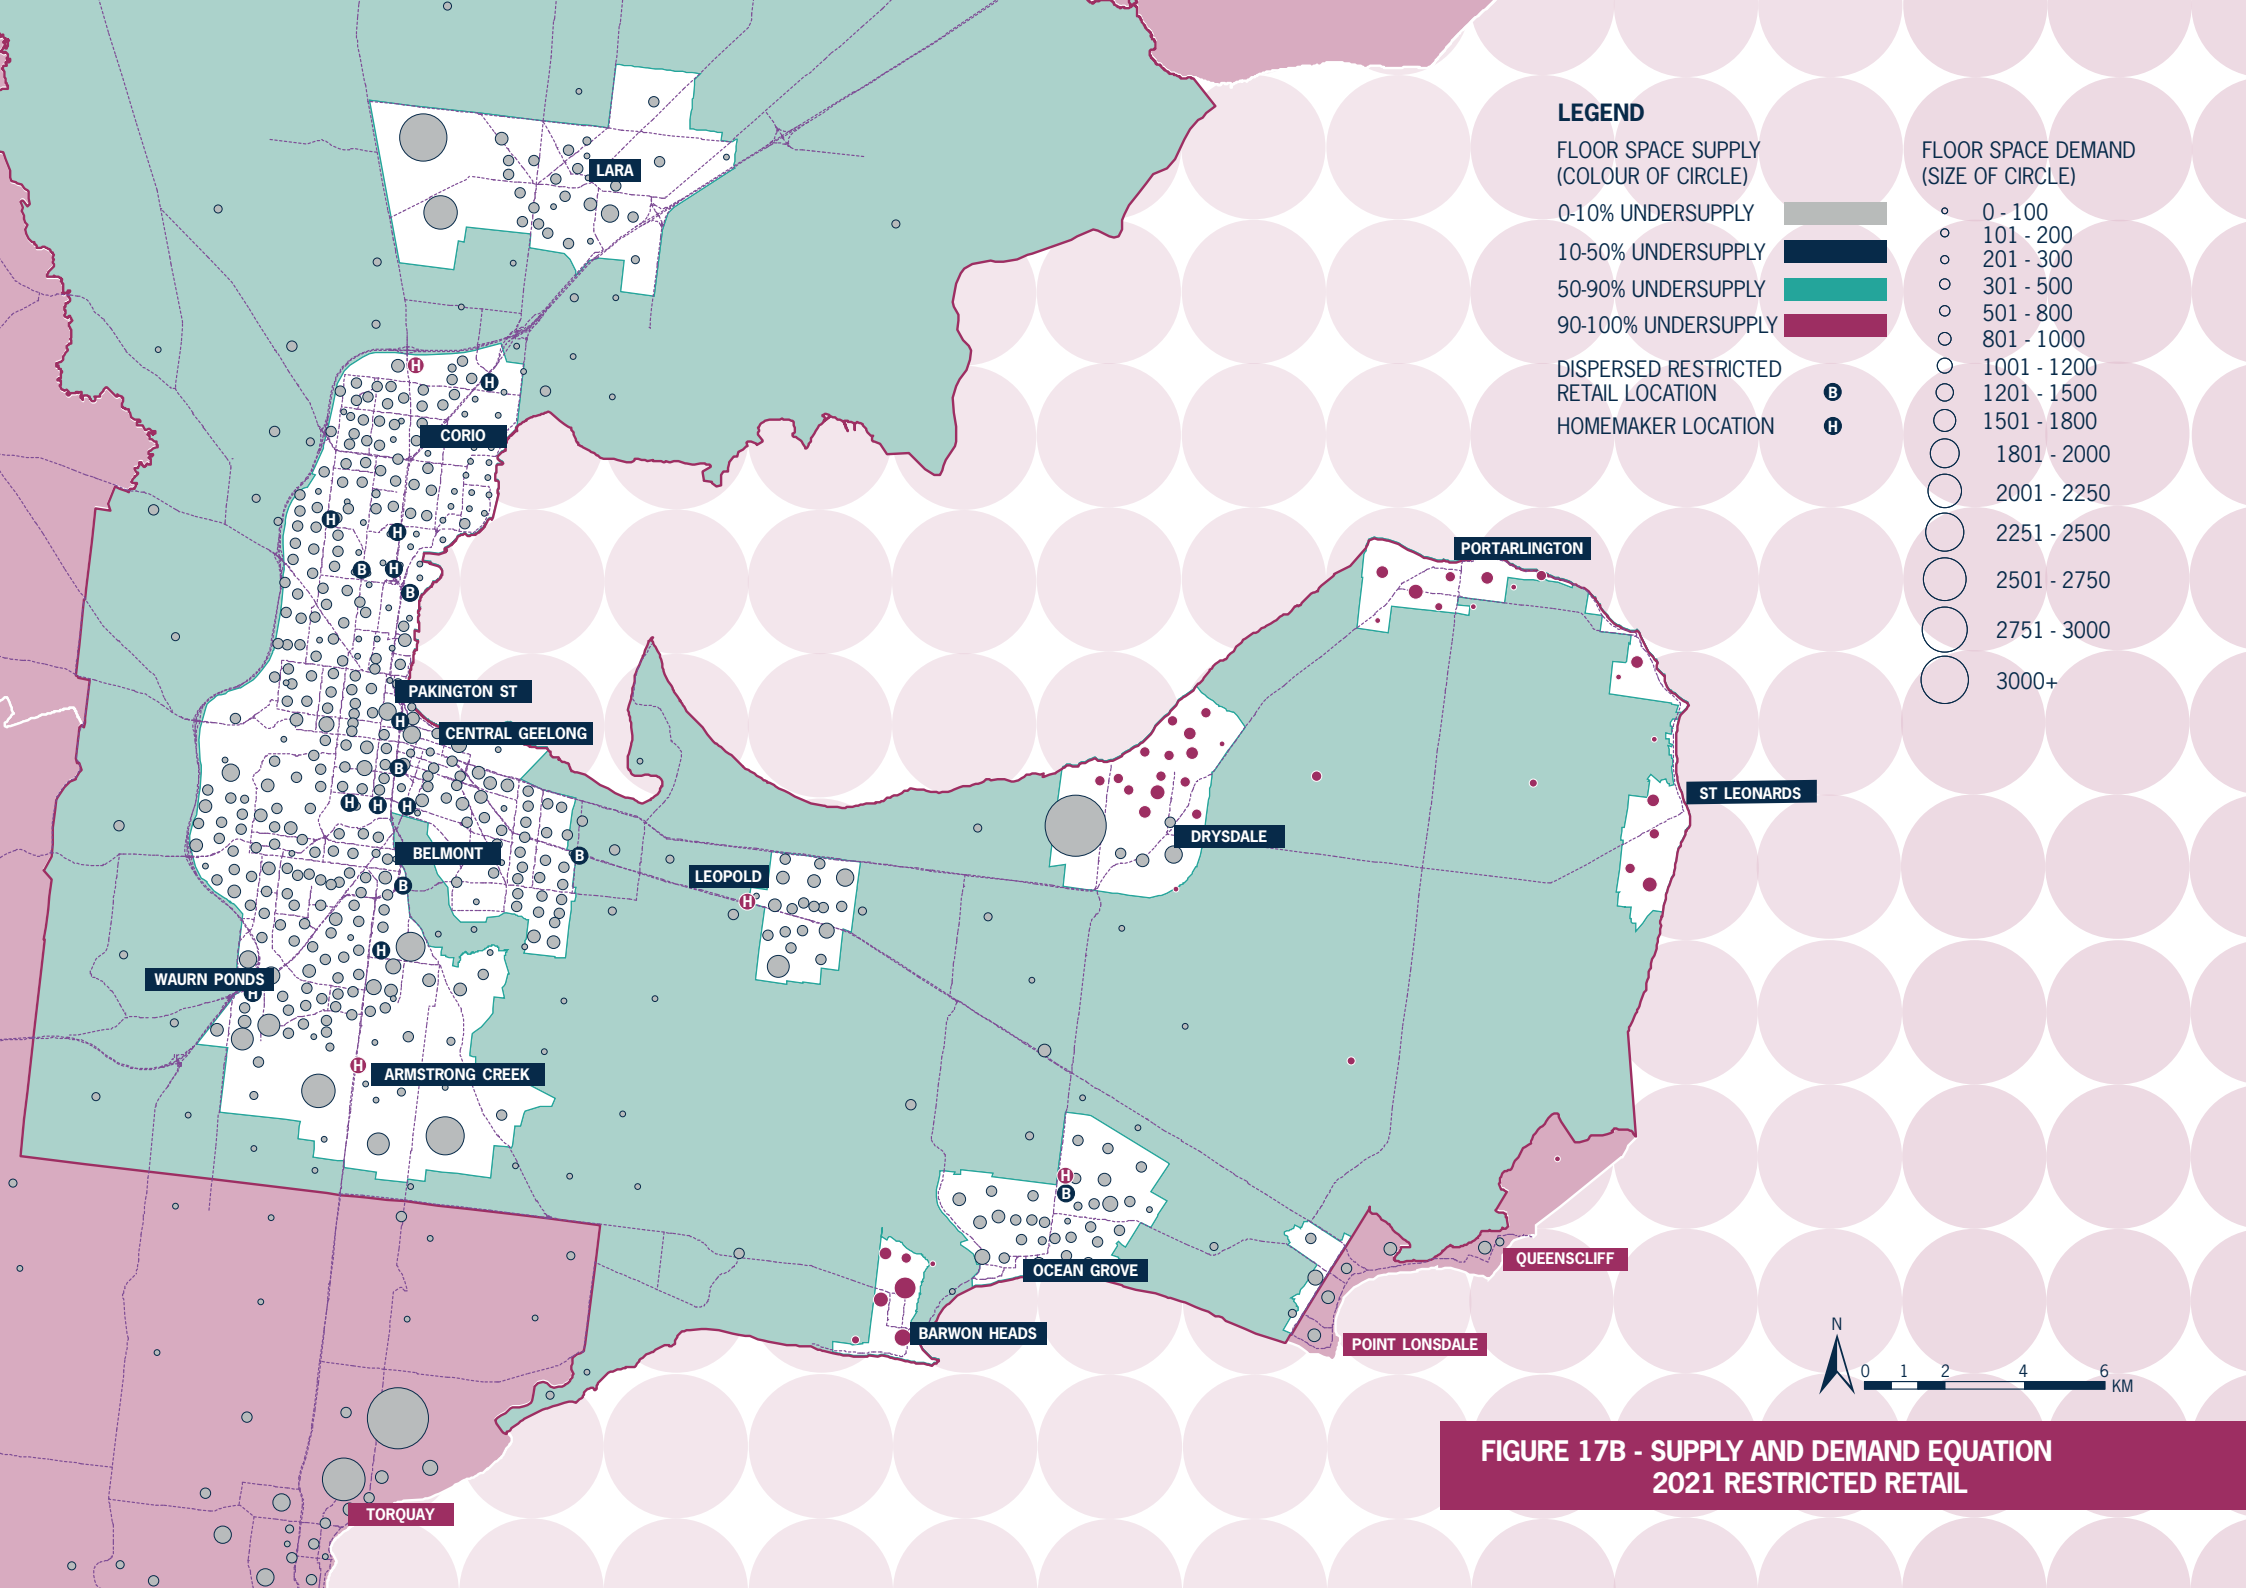 LEGEND
FLOOR SPACE SUPPLY
(COLOUR OF CIRCLE)
0-10% UNDERSUPPLY
10-50% UNDERSUPPLY
50-90% UNDERSUPPLY
90-100% UNDERSUPPLY
DISPERSED RESTRICTED
RETAIL LOCATION B
HOMEMAKER LOCATION H
FLOOR SPACE DEMAND
(SIZE OF CIRCLE)
0 - 100
101 - 200
201 - 300
301 - 500
501 - 800
801 - 1000
1001 - 1200
1201 - 1500
1501 - 1800
1801 - 2000
2001 - 2250
2251 - 2500
2501 - 2750
2751 - 3000
3000+
LARA
H
H
CORIO
H
H
B
H
B
PAKINGTON ST
H
CENTRAL GEELONG
B
H
H
H
BELMONT
B
B
LEOPOLD
H
H
WAURN PONDS
H
H
ARMSTRONG CREEK
PORTARLINGTON
ST LEONARDS
DRYSDALE
H
B
OCEAN GROVE
BARWON HEADS
QUEENSCLIFF
POINT LONSDALE
TORQUAY
N
0 1 2 4 6
KM
FIGURE 17B - SUPPLY AND DEMAND EQUATION
2021 RESTRICTED RETAIL